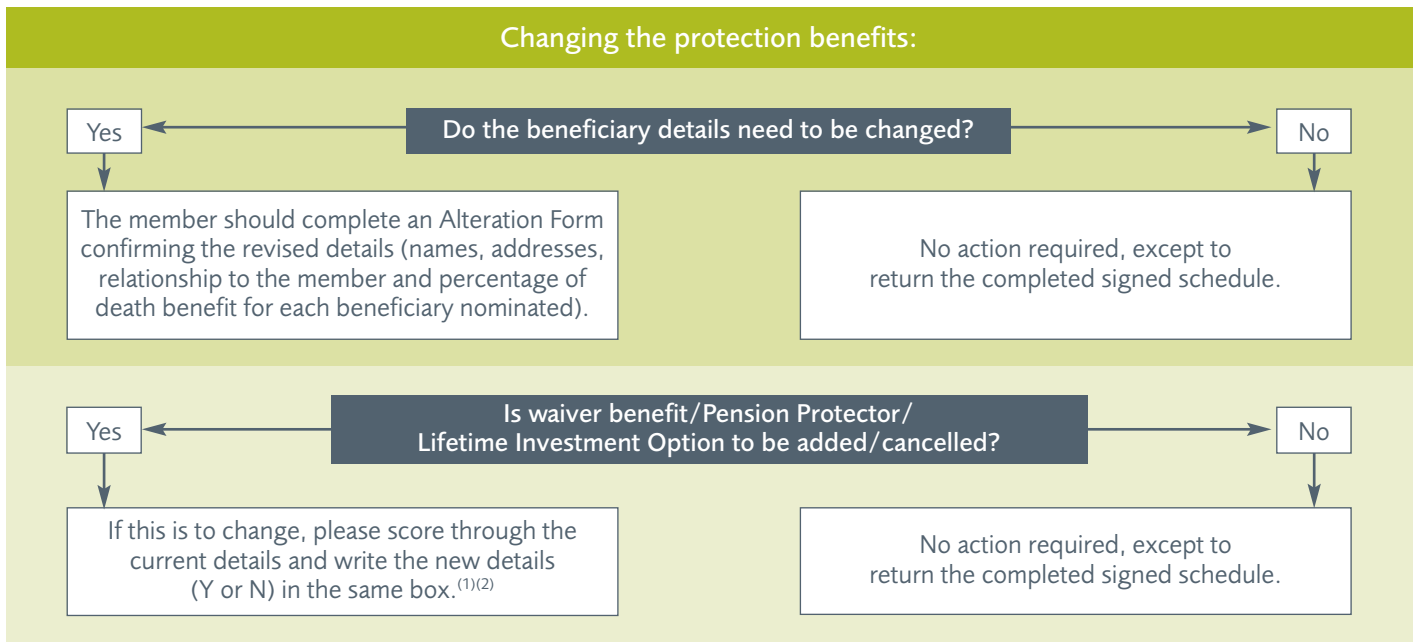 Changing the protection benefits:
Do the beneficiary details need to be changed?
Yes
No
The member should complete an Alteration Form
confirming the revised details (names, addresses,
relationship to the member and percentage of
death benefit for each beneficiary nominated).
No action required, except to
return the completed signed schedule.
Is waiver benefit/Pension Protector/
Lifetime Investment Option to be added/cancelled?
Yes
No
If this is to change, please score through the
current details and write the new details
(Y or N) in the same box.(1)(2)
No action required, except to
return the completed signed schedule.